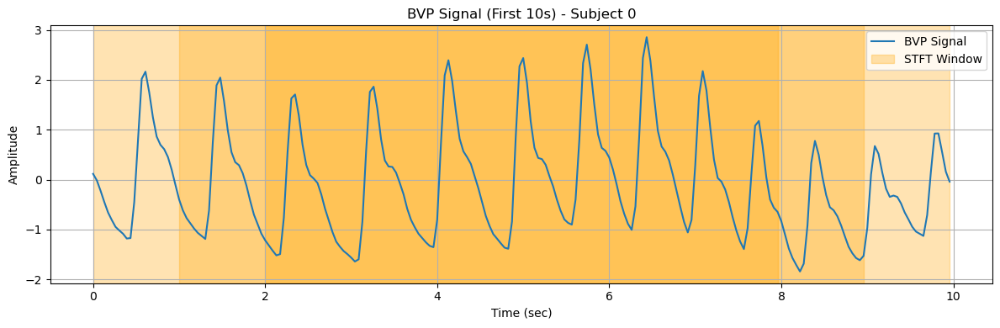 BVP Signal (First 10s) - Subject 0
BVP Signal
STFT Window
Amplitude
3
2
1
0
−1
−2
0 2 4 6 8 10
Time (sec)